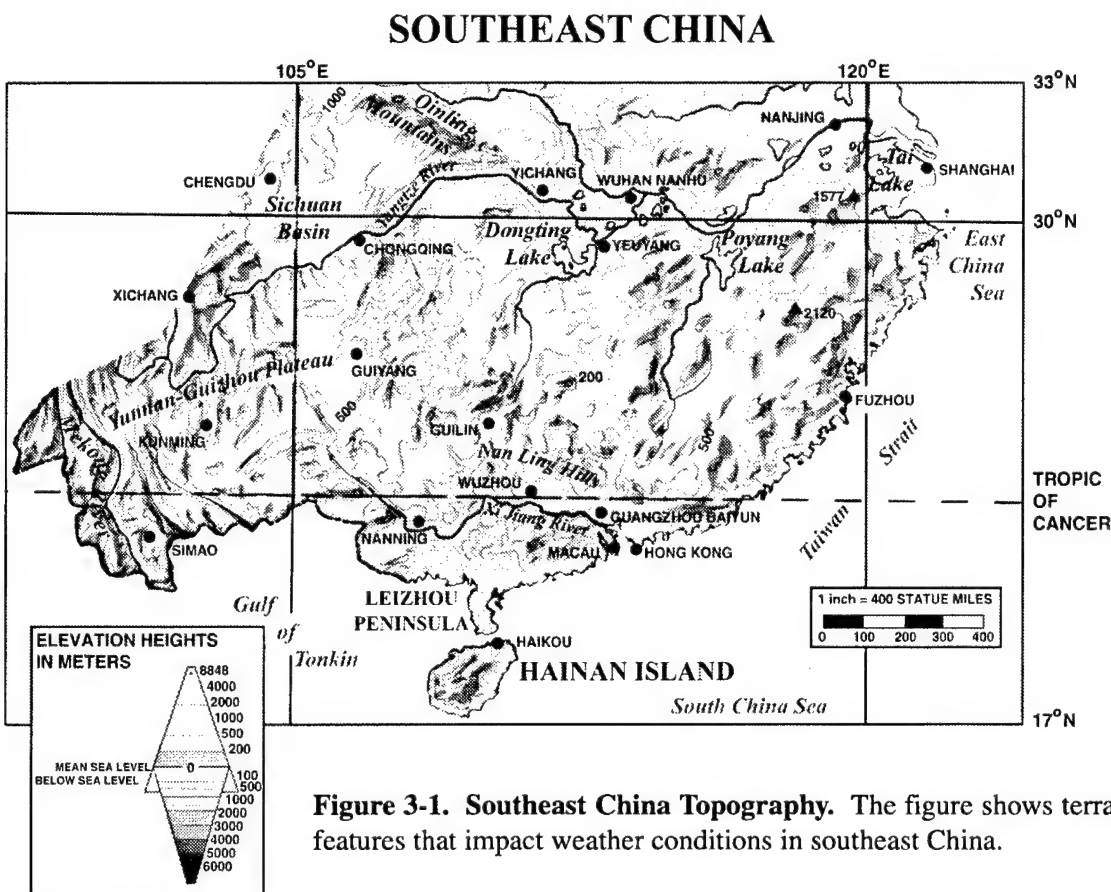 SOUTHEAST CHINA
105°E
120°E
33°N
1000
Qinling
Mountains
NANJING
Tai
Lake
SHANGHAI
CHENGDU
YICHANG
WUHAN NANHU
1577
Sichuan
Basin
Yangtze River
30°N
CHONGQING
Dongting
Lake
YEUYANG
Poyang
Lake
East
China
Sea
XICHANG
2120
Yunnan-Guizhou Plateau
GUIYANG
200
FUZHOU
500
GUILIN
500
Mekong
KUNMING
Nan Ling Hills
Strait
Taiwan
WUZHOU
TROPIC
OF
CANCER
Xi Jiang River
GUANGZHOU BAIYUN
NANNING
SIMAO
MACAU
HONG KONG
Gulf
of
Tonkin
LEIZHOU
PENINSULA
1 inch = 400 STATUE MILES
0 100 200 300 400
HAIKOU
HAINAN ISLAND
South China Sea
17°N
ELEVATION HEIGHTS
IN METERS
8848
4000
2000
1000
500
200
MEAN SEA LEVEL
0
BELOW SEA LEVEL
100
500
1000
2000
3000
4000
5000
6000
Figure 3-1. Southeast China Topography. The figure shows terra
features that impact weather conditions in southeast China.